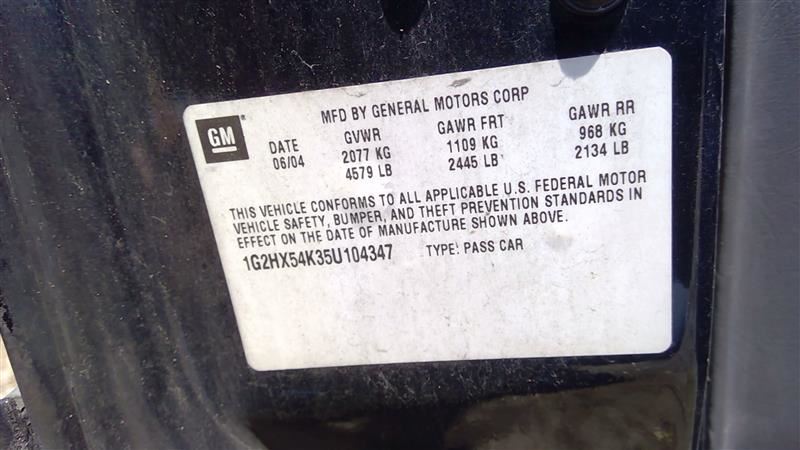 MFD BY GENERAL MOTORS CORP
GM
DATE GVWR GAWR FRT GAWR RR
06/04 2077 KG 1109 KG 968 KG
4579 LB 2445 LB 2134 LB
THIS VEHICLE CONFORMS TO ALL APPLICABLE U.S. FEDERAL MOTOR
VEHICLE SAFETY, BUMPER, AND THEFT PREVENTION STANDARDS IN
EFFECT ON THE DATE OF MANUFACTURE SHOWN ABOVE.
1G2HX54K35U104347 TYPE: PASS CAR